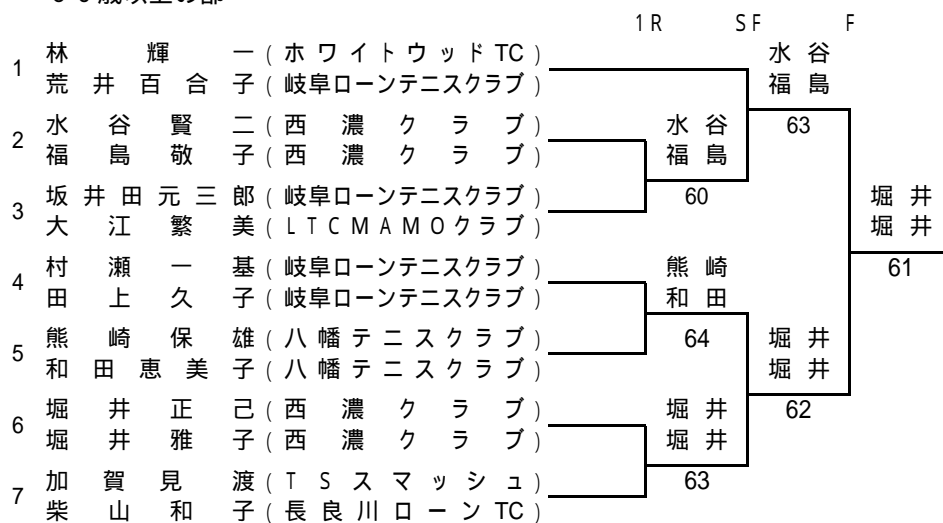 1R SF F
1 林 輝一(ホワイトウッドTC) 水谷
荒井百合子(岐阜ローンテニスクラブ) 福島
2 水谷賢二(西濃クラブ) 水谷 63
福島敬子(西濃クラブ) 福島
3 坂井田元三郎(岐阜ローンテニスクラブ) 60 堀井
大江繁美(LTCMAMOクラブ) 堀井
4 村瀬一基(岐阜ローンテニスクラブ) 熊崎 61
田上久子(岐阜ローンテニスクラブ) 和田
5 熊崎保雄(八幡テニスクラブ) 64 堀井
和田恵美子(八幡テニスクラブ) 堀井
6 堀井正己(西濃クラブ) 堀井 62
堀井雅子(西濃クラブ) 堀井
7 加賀見渡(TSスマッシュ) 63
柴山和子(長良川ローンTC)